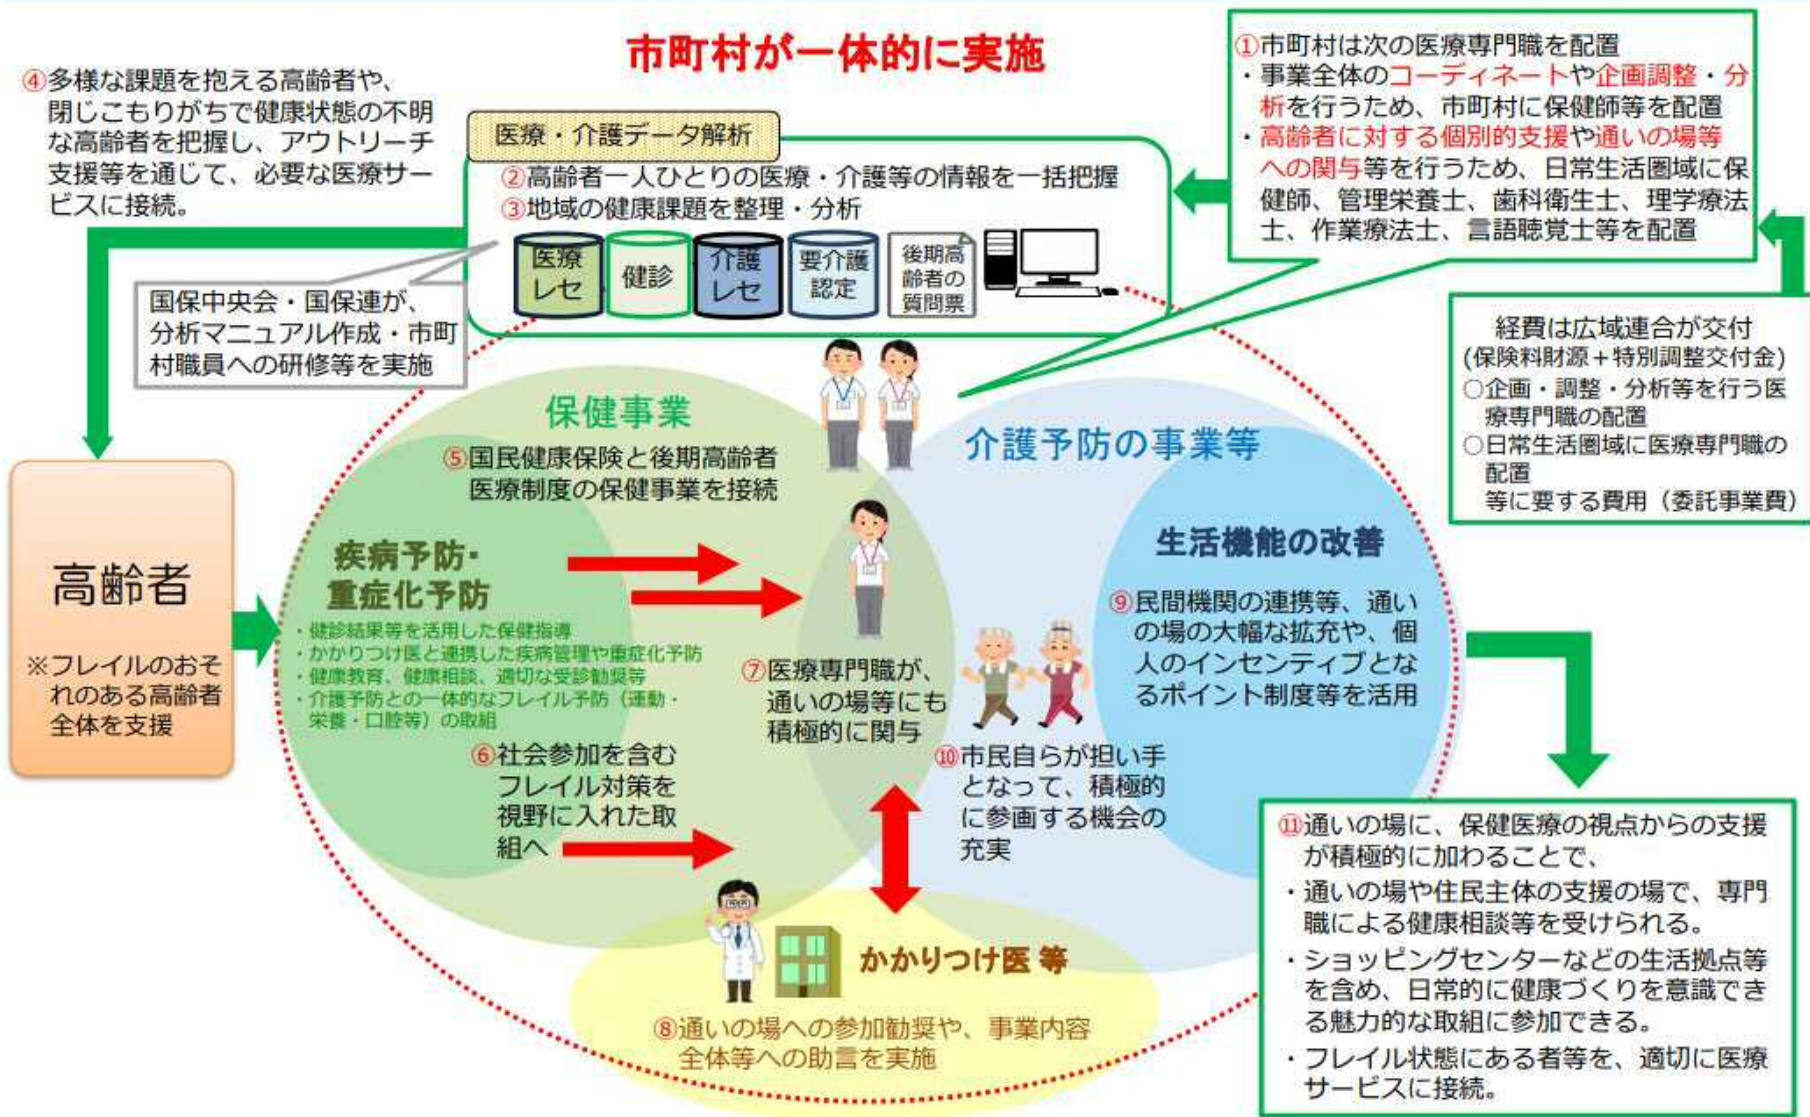 市町村が一体的に実施
①市町村は次の医療専門職を配置
・事業全体のコーディネートや企画調整・分
析を行うため、市町村に保健師等を配置
・高齢者に対する個別的支援や通いの場等
への関与等を行うため、日常生活圏域に保
健師、管理栄養士、歯科衛生士、理学療法
士、作業療法士、言語聴覚士等を配置
④多様な課題を抱える高齢者や、
閉じこもりがちで健康状態の不明
な高齢者を把握し、アウトリーチ
支援等を通じて、必要な医療サー
ビスに接続。
医療・介護データ解析
②高齢者一人ひとりの医療・介護等の情報を一括把握
③地域の健康課題を整理・分析
医療
レセ
健診
介護
レセ
要介護
認定
後期高
齢者の
質問票
国保中央会・国保連が、
分析マニュアル作成・市町
村職員への研修等を実施
経費は広域連合が交付
(保険料財源+特別調整交付金)
○企画・調整・分析等を行う医
療専門職の配置
○日常生活圏域に医療専門職の
配置
等に要する費用（委託事業費）
保健事業
⑤国民健康保険と後期高齢者
医療制度の保健事業を接続
介護予防の事業等
高齢者
※フレイルのおそ
れのある高齢者
全体を支援
疾病予防・
重症化予防
・健診結果等を活用した保健指導
・かかりつけ医と連携した疾病管理や重症化予防
・健康教育、健康相談、適切な受診勧奨等
・介護予防との一体的なフレイル予防（運動・
栄養・口腔等）の取組
⑥社会参加を含む
フレイル対策を
視野に入れた取
組へ
⑦医療専門職が、
通いの場等にも
積極的に関与
生活機能の改善
⑨民間機関の連携等、通い
の場の大幅な拡充や、個
人のインセンティブとな
るポイント制度等を活用
⑩市民自らが担い手
となって、積極的
に参画する機会の
充実
かかりつけ医 等
⑧通いの場への参加勧奨や、事業内容
全体等への助言を実施
⑪通いの場に、保健医療の視点からの支援
が積極的に加わることで、
・通いの場や住民主体の支援の場で、専門
職による健康相談等を受けられる。
・ショッピングセンターなどの生活拠点等
を含め、日常的に健康づくりを意識でき
る魅力的な取組に参加できる。
・フレイル状態にある者等を、適切に医療
サービスに接続。